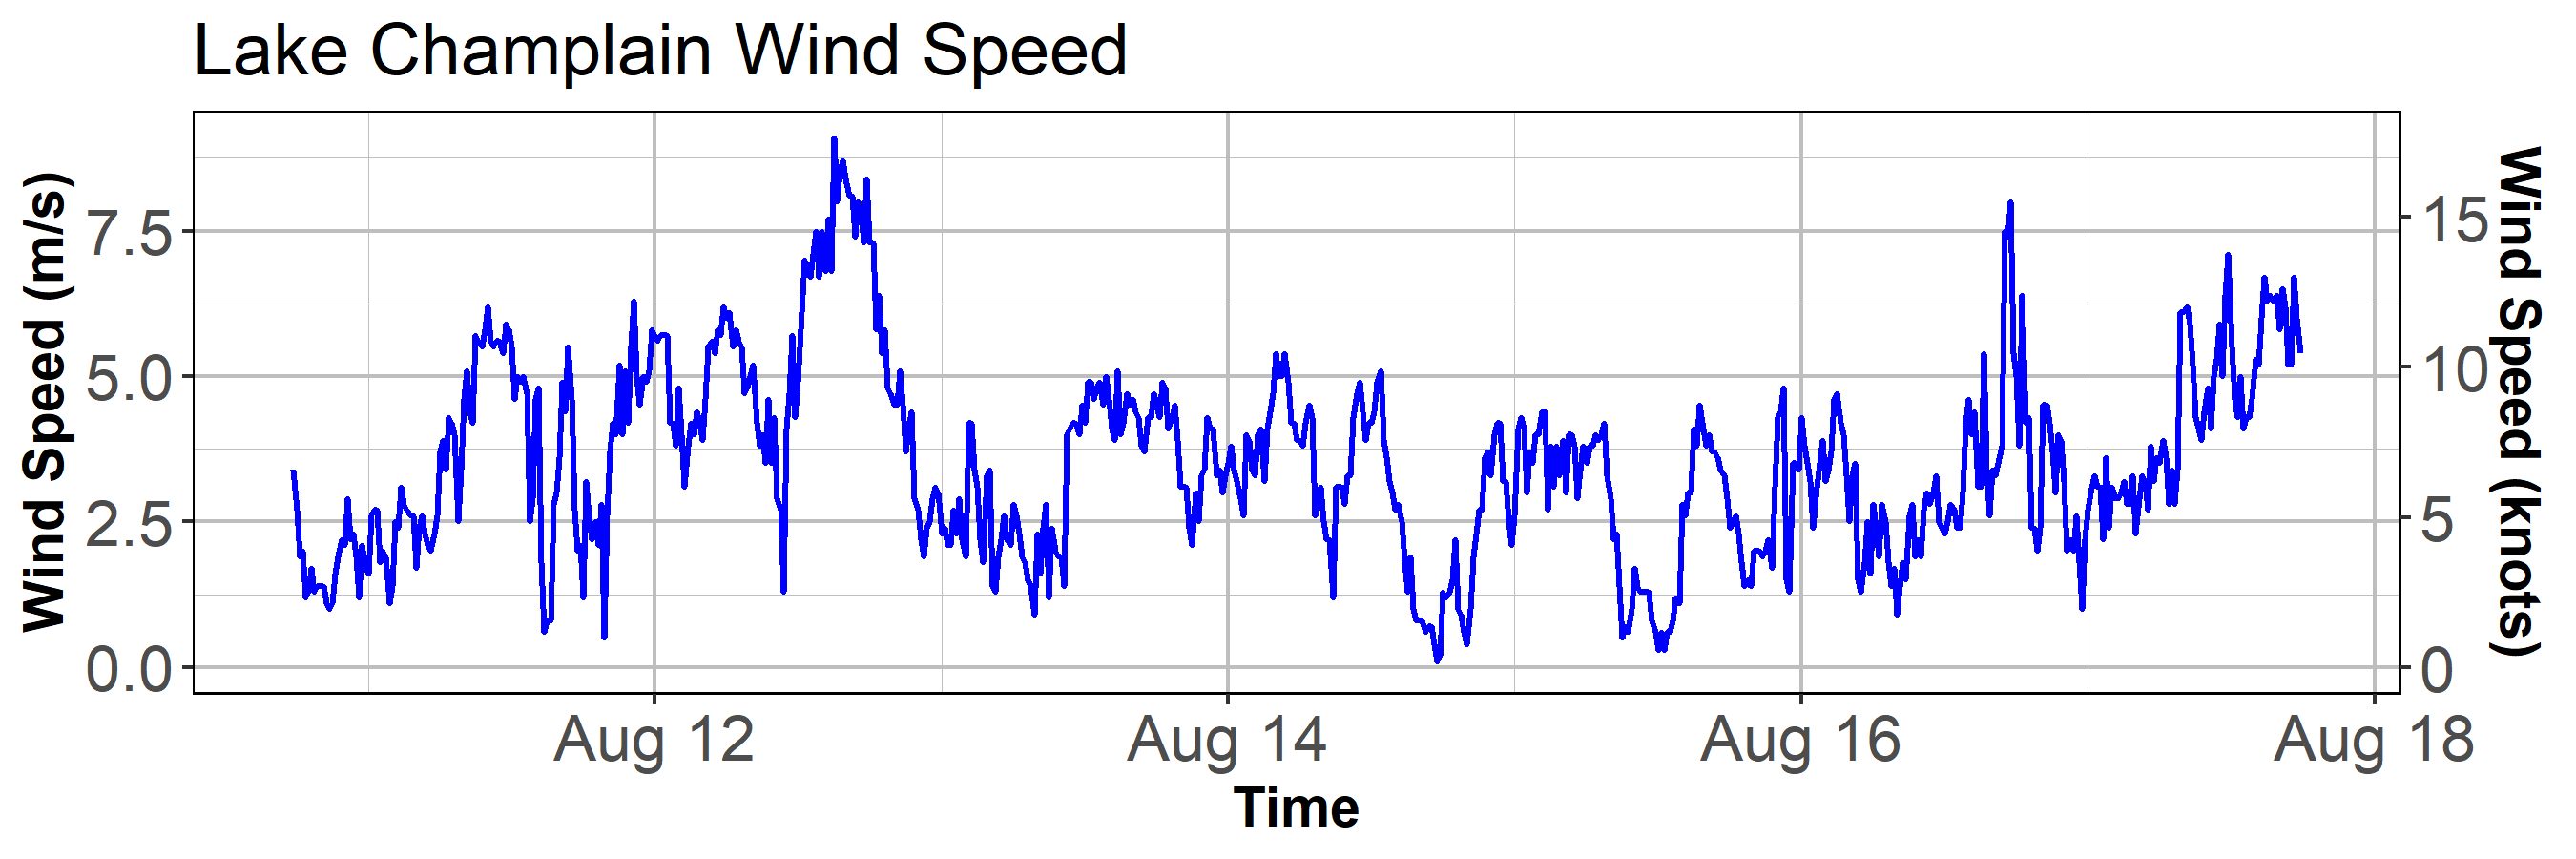 Lake Champlain Wind Speed
Wind Speed (m/s)
7.5
5.0
2.5
0.0
15
10
5
0
Wind Speed (knots)
Aug 12
Aug 14
Aug 16
Aug 18
Time